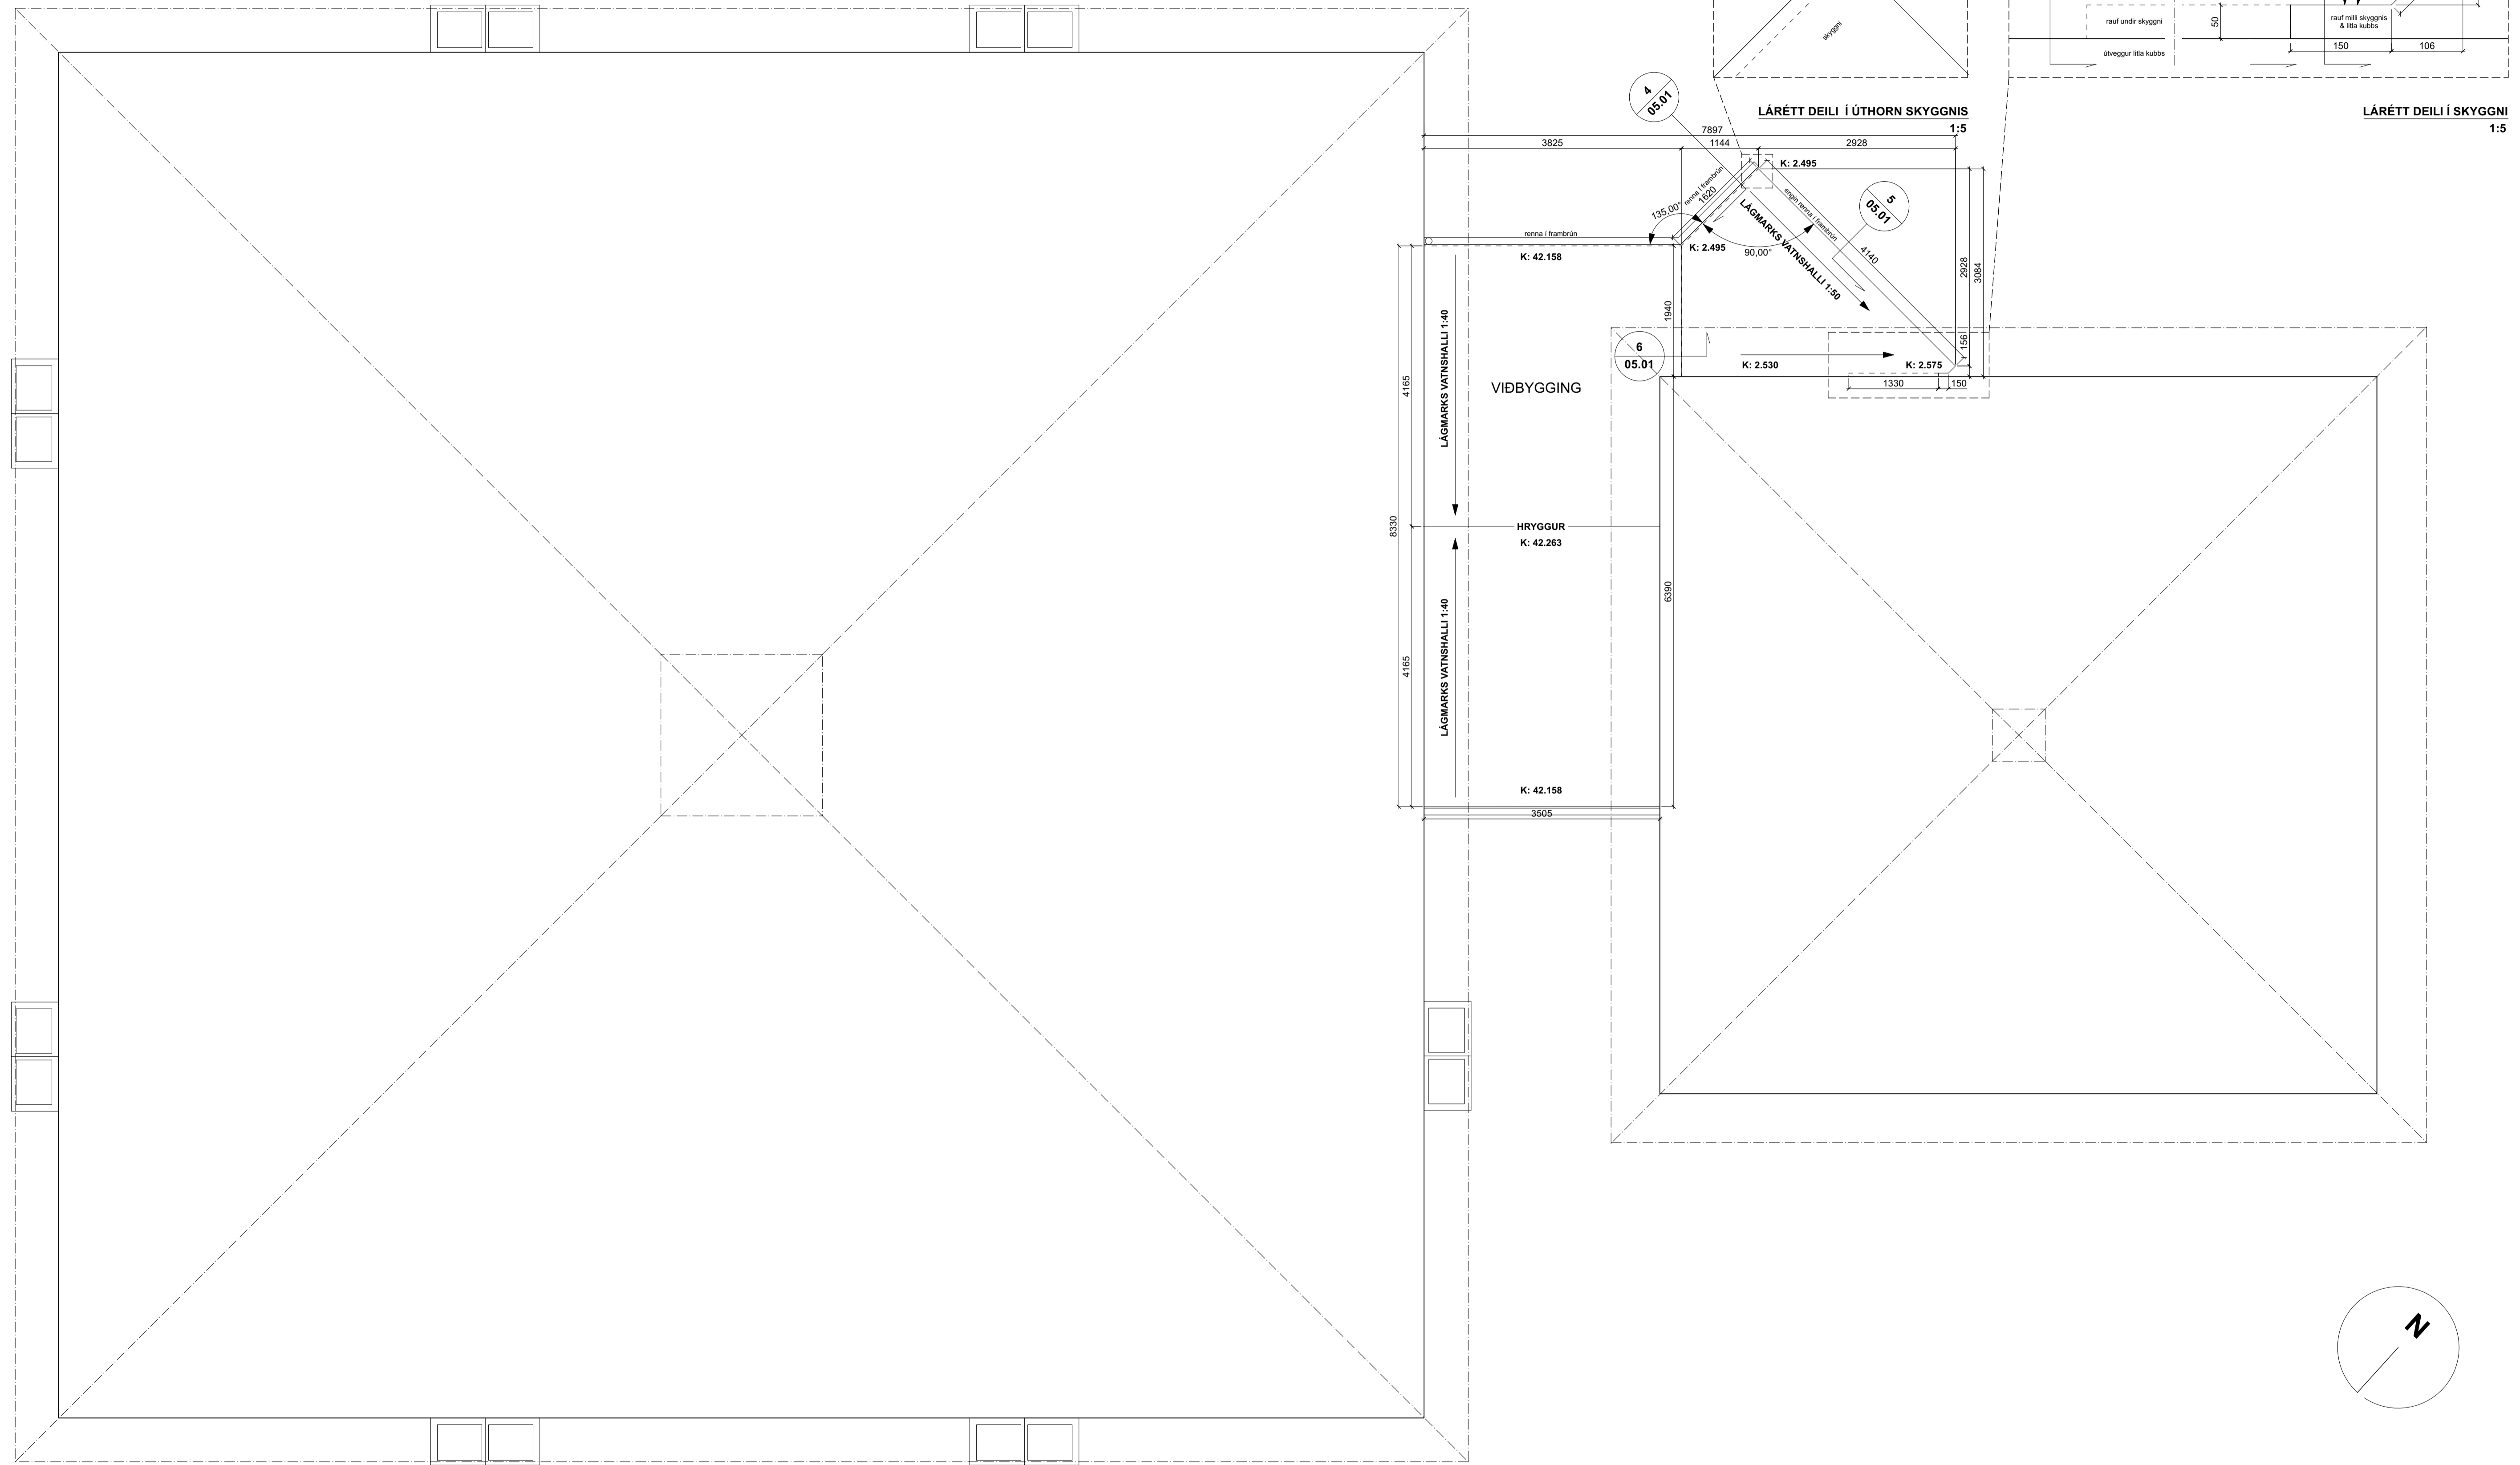 skyggni
rauf undir skyggni
50
rauf milli skyggnis
& litla kubbs
150
106
útveggur litla kubbs
4
05.01
LÁRÉTT DEILI Í ÚTHORN SKYGGNIS
1:5
LÁRÉTT DEILI Í SKYGGNI
1:5
7897
3825
1144
2928
K: 2.495
renna í frambrún
1620
135,00°
engin renna í frambrún
5
05.01
LÁGMARKS VATNSHALLI 1:50
renna í frambrún
K: 2.495
90,00°
4140
K: 42.158
2928
3084
1940
156
6
05.01
K: 2.530
K: 2.575
1330
150
LÁGMARKS VATNSHALLI 1:40
4165
VIÐBYGGING
8330
HRYGGUR
K: 42.263
6390
4165
LÁGMARKS VATNSHALLI 1:40
K: 42.158
3505
N